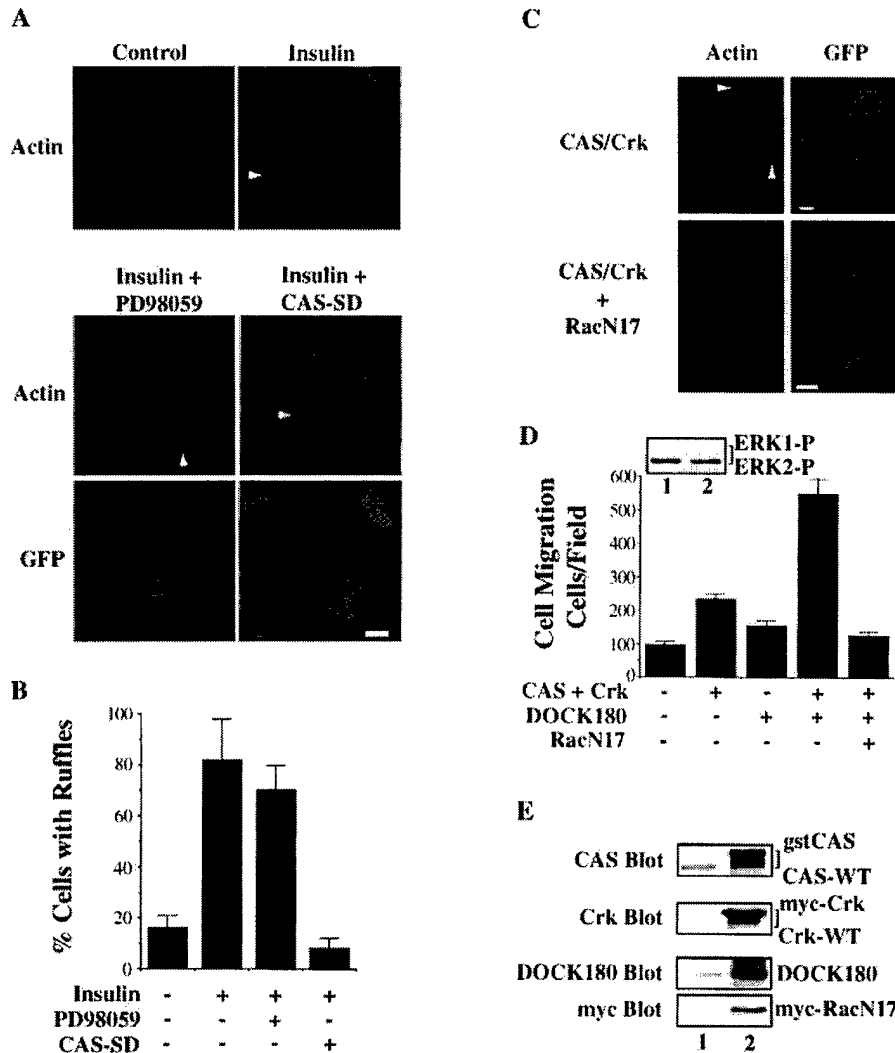 A
Control Insulin
Actin
Insulin + Insulin +
PD98059 CAS-SD
Actin
GFP
B
% Cells with Ruffles
100
80
60
40
20
0
Insulin - + + +
PD98059 - - + -
CAS-SD - - - +
C
Actin GFP
CAS/Crk
CAS/Crk
+
RacN17
D
ERK1-P
ERK2-P
1 2
Cell Migration
Cells/Field
600
500
400
300
200
100
0
CAS + Crk - + - + +
DOCK180 - - + + +
RacN17 - - - - +
E
CAS Blot gstCAS
CAS-WT
Crk Blot myc-Crk
Crk-WT
DOCK180 Blot DOCK180
myc Blot myc-RacN17
1 2